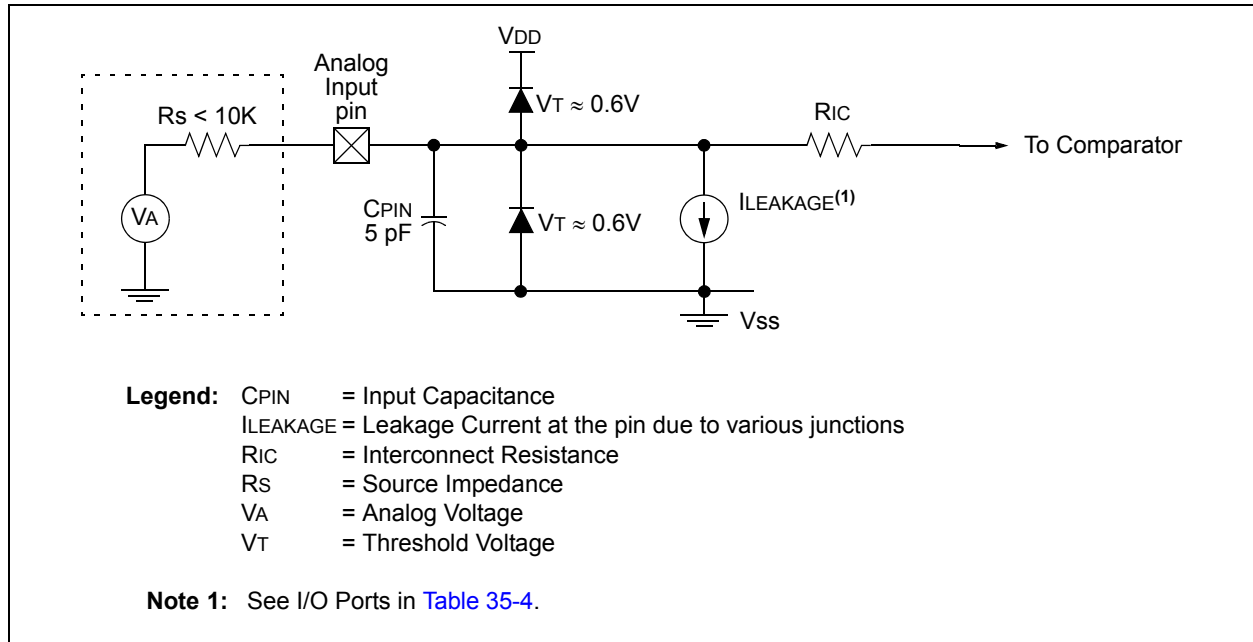 VDD
Analog
Input
pin
Rs < 10K
VT ≈ 0.6V
RIC
To Comparator
VA
CPIN
5 pF
VT ≈ 0.6V
ILEAKAGE(1)
Vss
Legend: CPIN = Input Capacitance
ILEAKAGE = Leakage Current at the pin due to various junctions
RIC = Interconnect Resistance
RS = Source Impedance
VA = Analog Voltage
VT = Threshold Voltage
Note 1: See I/O Ports in Table 35-4.